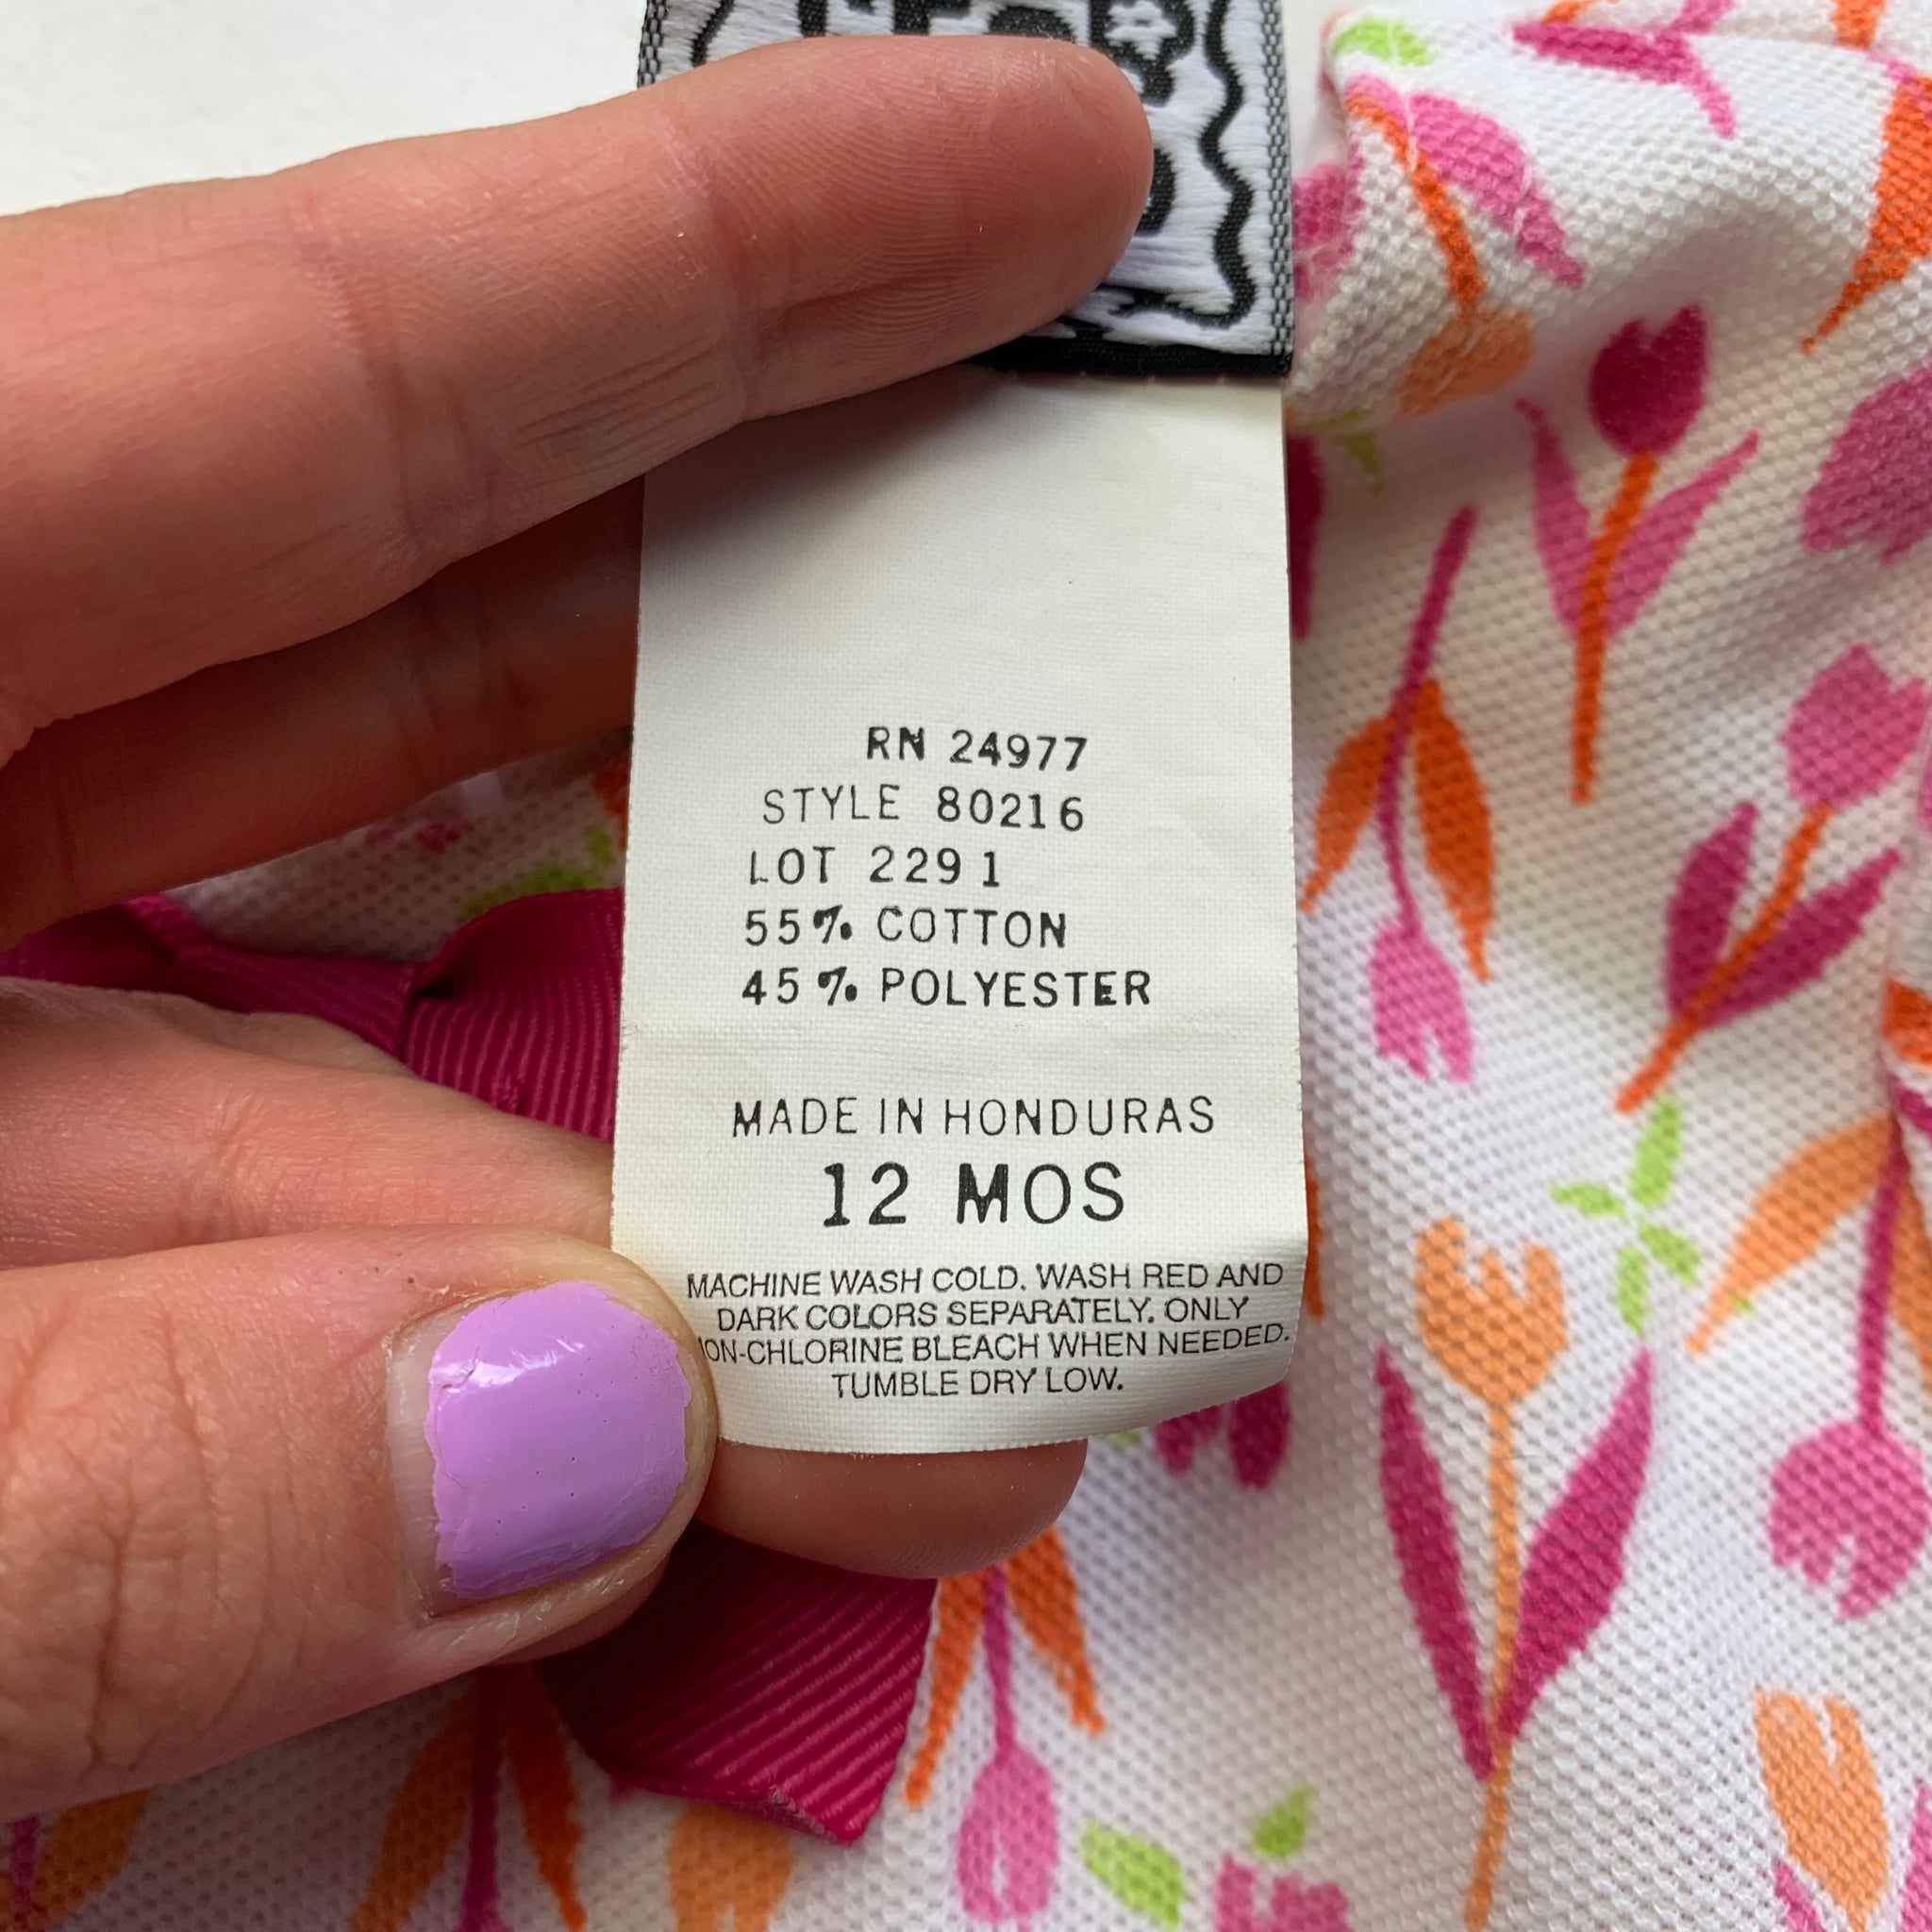 RN 24977
STYLE 80216
LOT 2291
55% COTTON
45% POLYESTER
MADE IN HONDURAS
12 MOS
MACHINE WASH COLD. WASH RED AND
DARK COLORS SEPARATELY. ONLY
ON-CHLORINE BLEACH WHEN NEEDED.
TUMBLE DRY LOW.